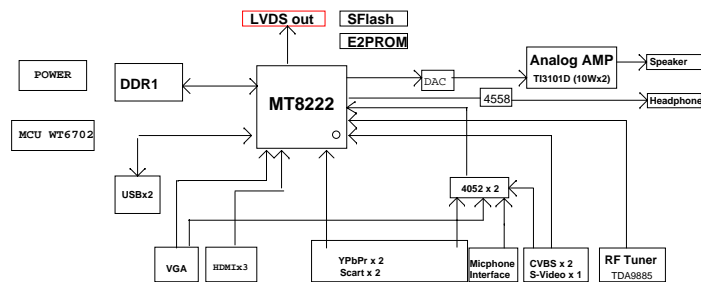 LVDS out
SFlash
E2PROM
POWER
DDR1
MT8222
DAC
Analog AMP
TI3101D (10Wx2)
Speaker
4558
Headphone
MCU WT6702
USBx2
4052 x 2
VGA
HDMIx3
YPbPr x 2
Scart x 2
Micphone
Interface
CVBS x 2
S-Video x 1
RF Tuner
TDA9885